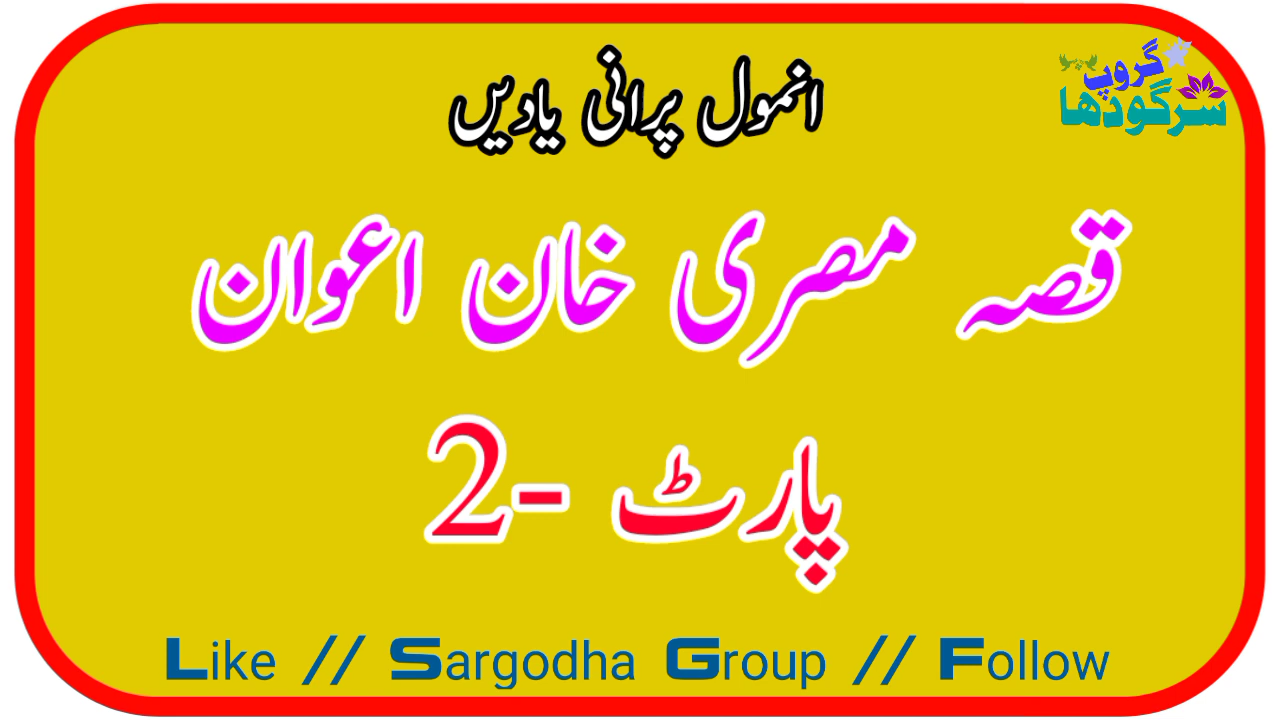 گروپ
سرگودھا
انمول پرانی یادیں
قصہ مصری خان اعوان
پارٹ -2
Like // Sargodha Group // Follow